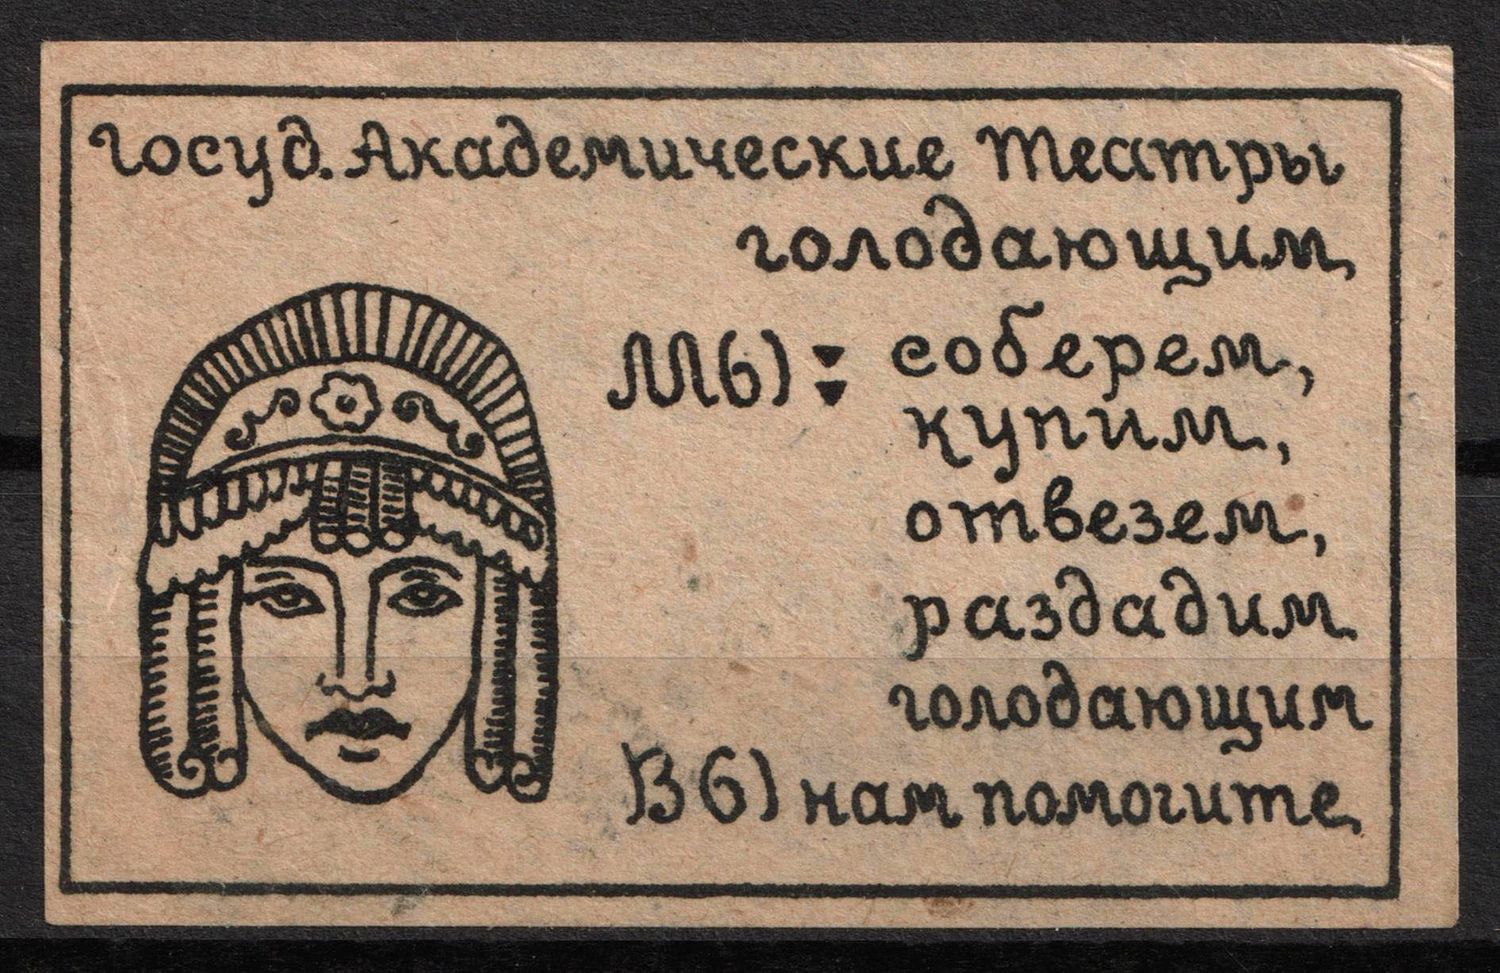 Госуд. Академические Театры
голодающим,
Мы): соберем,
купим,
отвезем,
раздадим
голодающим
Вы) нам помогите,